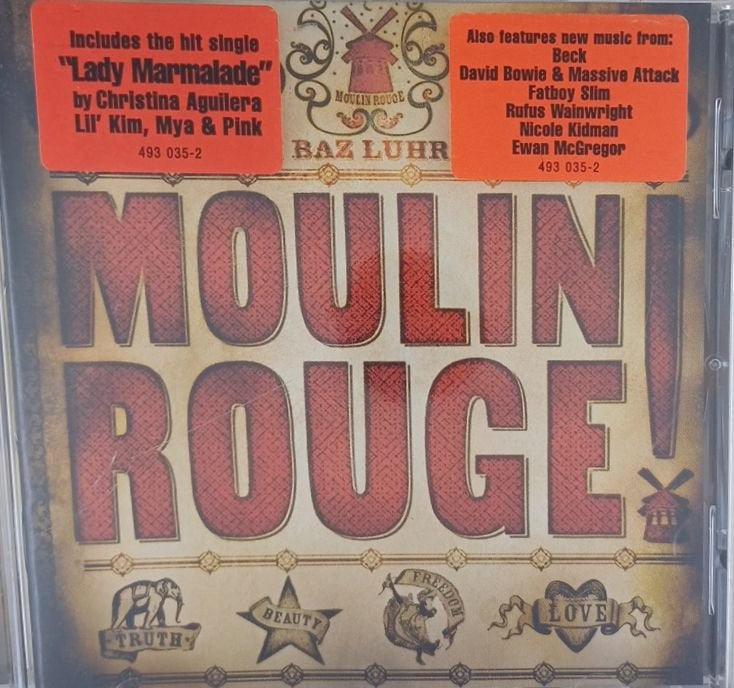 Includes the hit single
"Lady Marmalade"
by Christina Aguilera
Lil' Kim, Mya & Pink
493 035-2
MOULIN ROUGE
BAZ LUHR
Also features new music from:
Beck
David Bowie & Massive Attack
Fatboy Slim
Rufus Wainwright
Nicole Kidman
Ewan McGregor
493 035-2
MOULIN
ROUGE!
TRUTH
BEAUTY
FREEDOM
LOVE